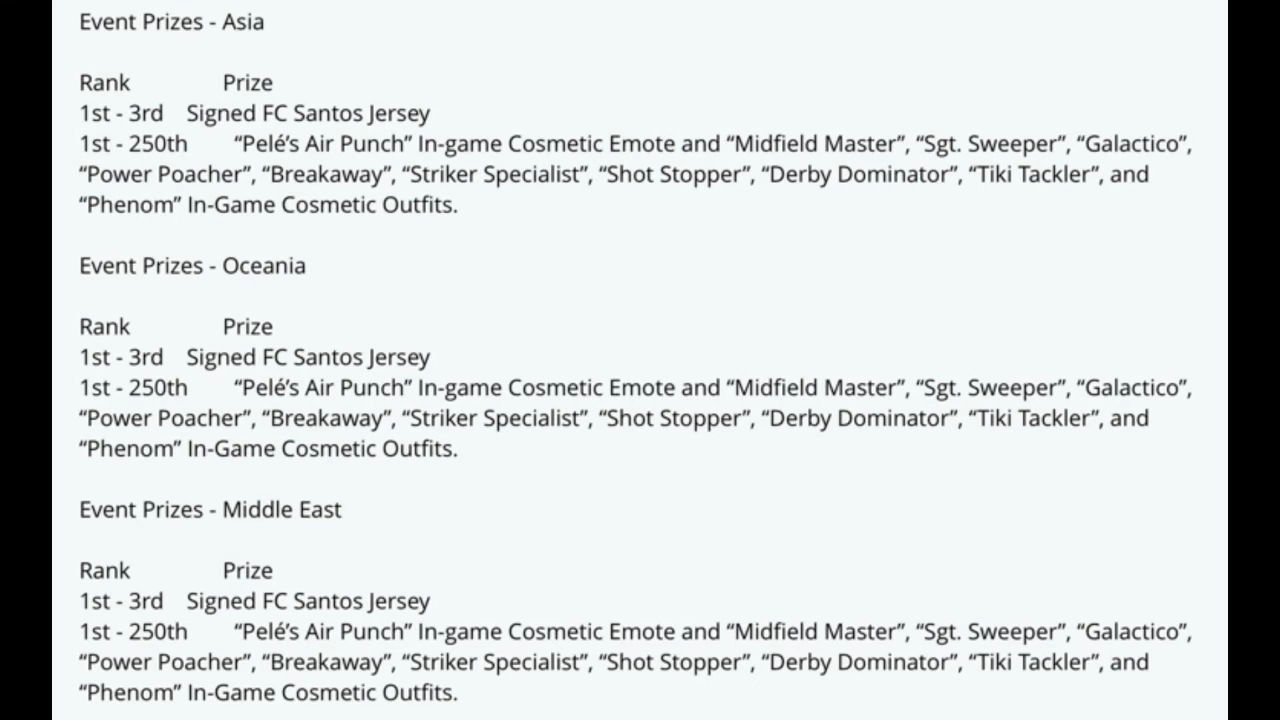 Event Prizes - Asia
Rank Prize
1st - 3rd Signed FC Santos Jersey
1st - 250th “Pelé’s Air Punch” In-game Cosmetic Emote and “Midfield Master”, “Sgt. Sweeper”, “Galactico”,
“Power Poacher”, “Breakaway”, “Striker Specialist”, “Shot Stopper”, “Derby Dominator”, “Tiki Tackler”, and
“Phenom” In-Game Cosmetic Outfits.
Event Prizes - Oceania
Rank Prize
1st - 3rd Signed FC Santos Jersey
1st - 250th “Pelé’s Air Punch” In-game Cosmetic Emote and “Midfield Master”, “Sgt. Sweeper”, “Galactico”,
“Power Poacher”, “Breakaway”, “Striker Specialist”, “Shot Stopper”, “Derby Dominator”, “Tiki Tackler”, and
“Phenom” In-Game Cosmetic Outfits.
Event Prizes - Middle East
Rank Prize
1st - 3rd Signed FC Santos Jersey
1st - 250th “Pelé’s Air Punch” In-game Cosmetic Emote and “Midfield Master”, “Sgt. Sweeper”, “Galactico”,
“Power Poacher”, “Breakaway”, “Striker Specialist”, “Shot Stopper”, “Derby Dominator”, “Tiki Tackler”, and
“Phenom” In-Game Cosmetic Outfits.